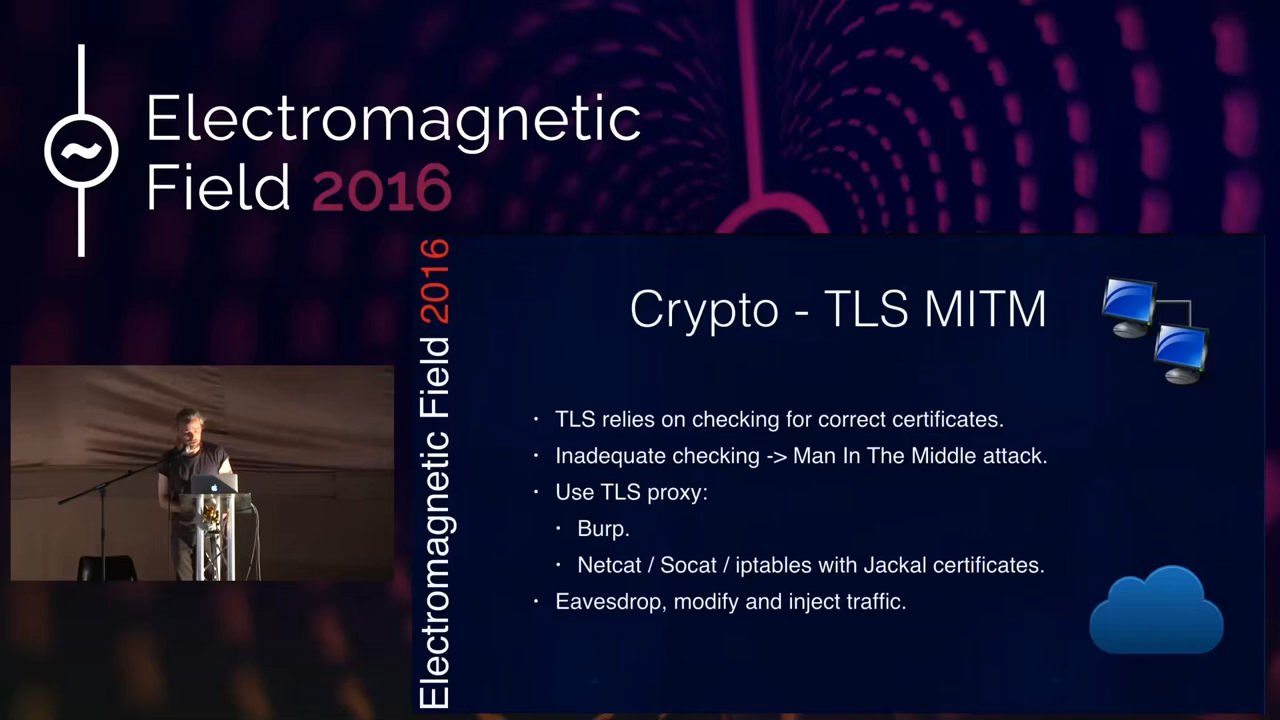 Electromagnetic
Field 2016
Electromagnetic Field 2016
Crypto - TLS MITM
· TLS relies on checking for correct certificates.
· Inadequate checking -> Man In The Middle attack.
· Use TLS proxy:
· Burp.
· Netcat / Socat / iptables with Jackal certificates.
· Eavesdrop, modify and inject traffic.